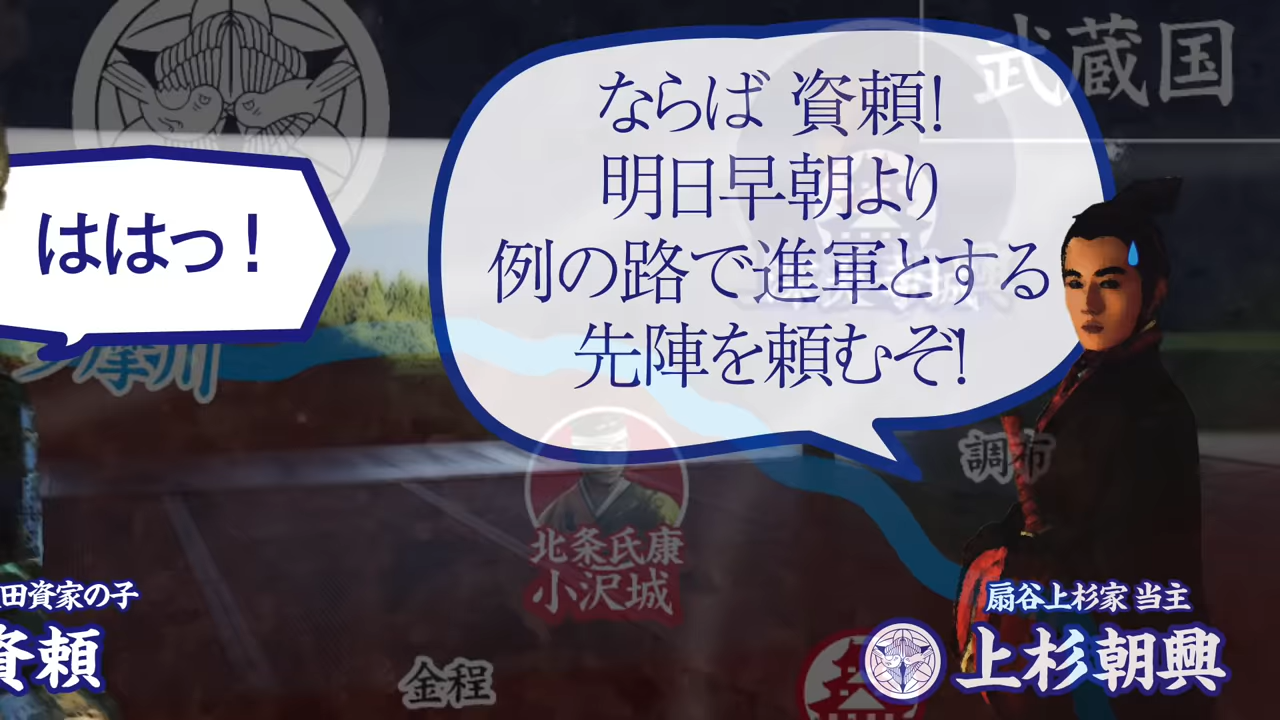 武蔵国
ならば 資頼!
明日早朝より
例の路で進軍とする
先陣を頼むぞ!
ははっ!
摩川
調布
北条氏康
小沢城
金程
田資家の子
資頼
扇谷上杉家 当主
上杉朝興